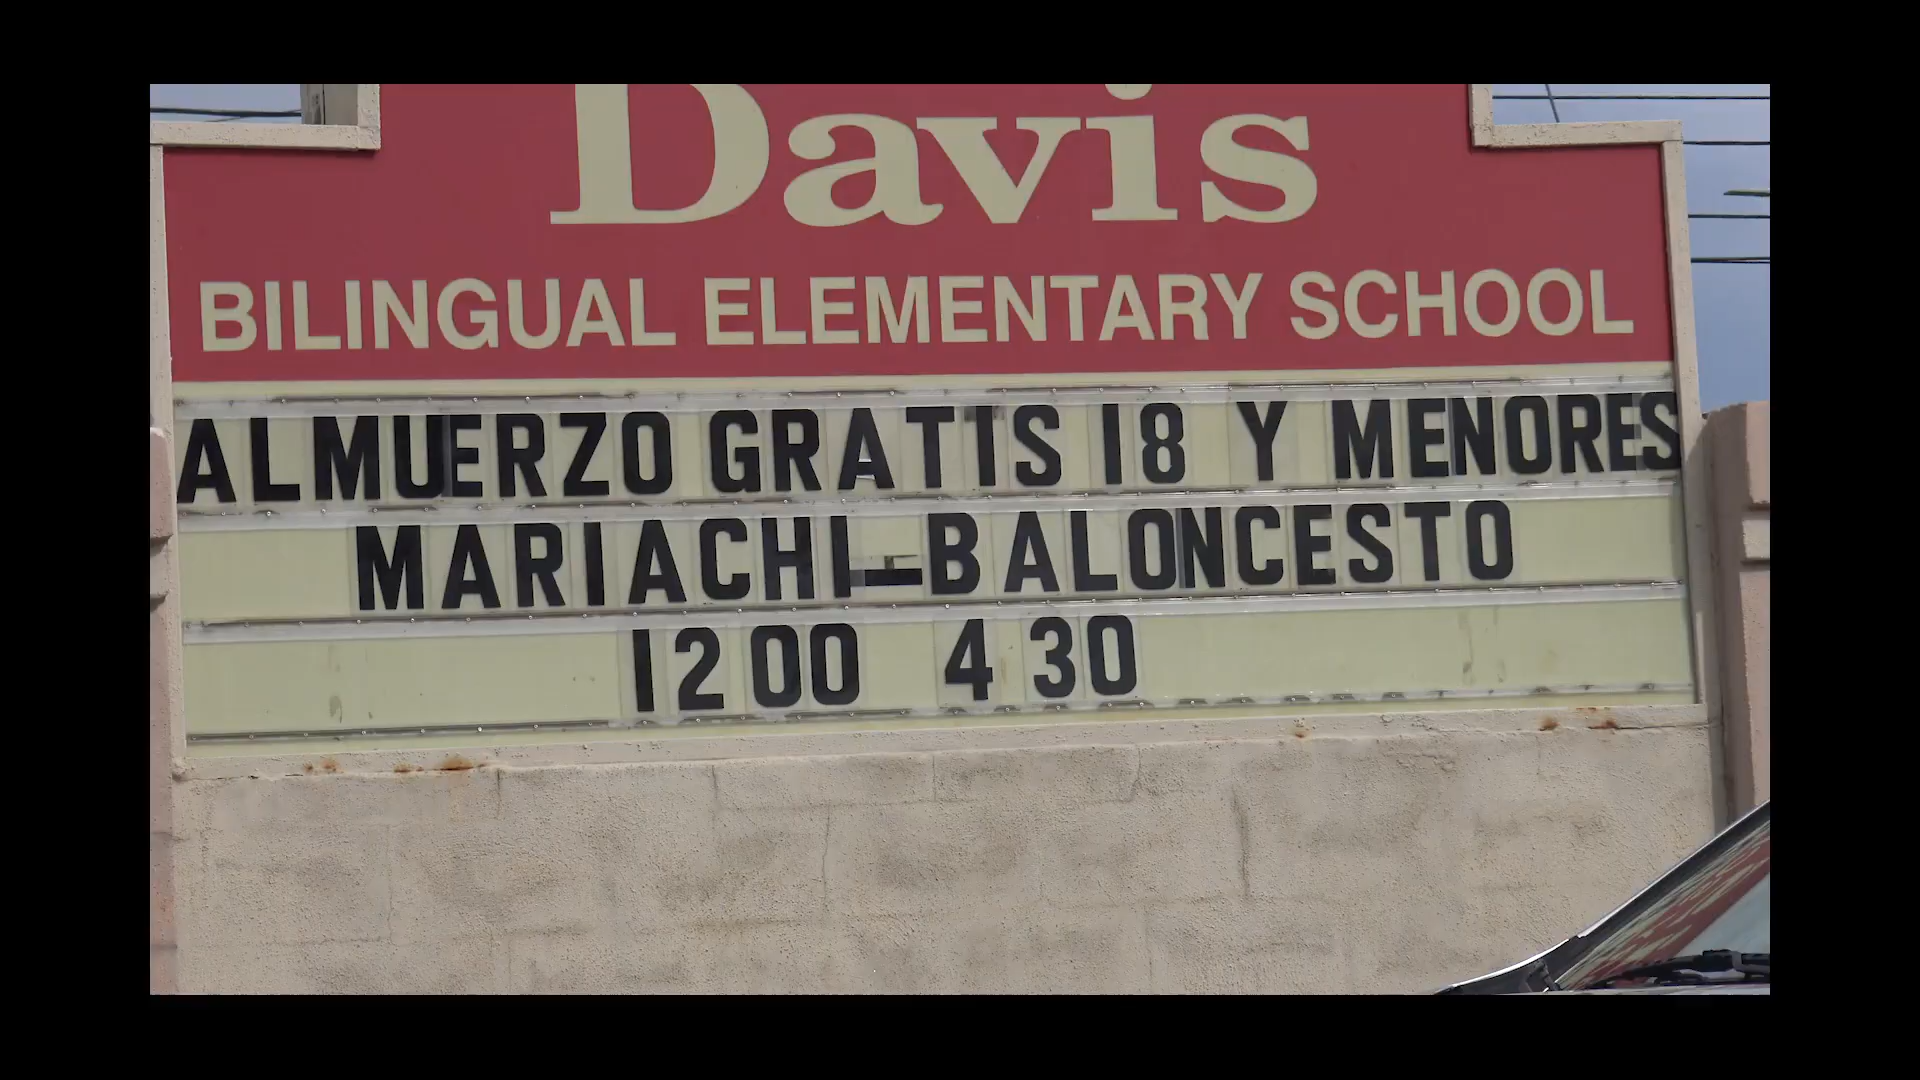 Davis
BILINGUAL ELEMENTARY SCHOOL
ALMUERZO GRATIS 18 Y MENORES
MARIACHI-BALONCESTO
1200 430